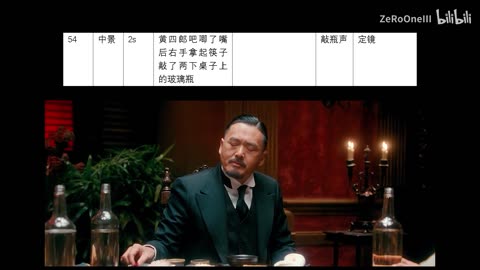 ZeRoOneIII bilibili
54 中景 2s 黄四郎吧唧了嘴 敲瓶声 定镜
后右手拿起筷子
敲了两下桌子上
的玻璃瓶